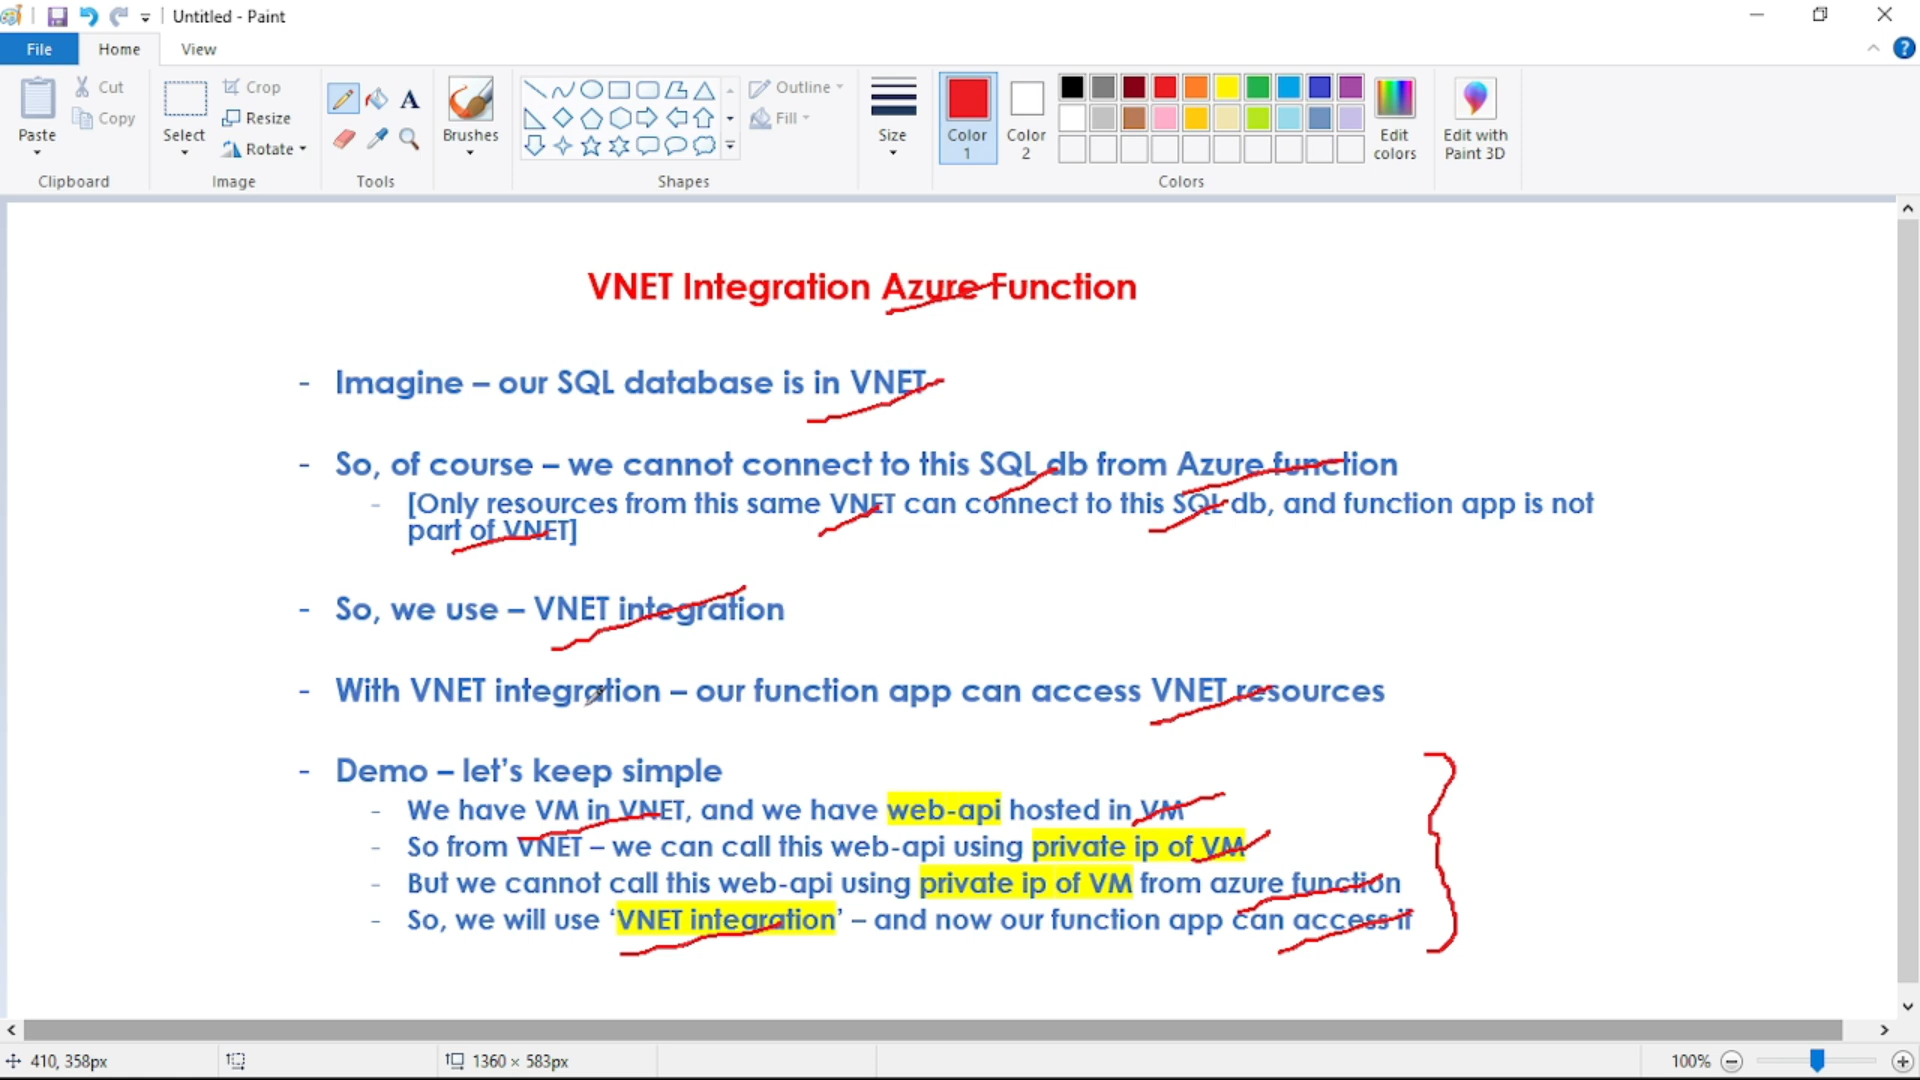 Untitled - Paint
File Home View
Paste
Cut
Copy
Clipboard
Select
Crop
Resize
Rotate
Image
A
Tools
Brushes
Shapes
Outline
Fill
Size
Color 1
Color 2
Edit colors
Colors
Edit with Paint 3D
VNET Integration Azure Function
- Imagine – our SQL database is in VNET
- So, of course – we cannot connect to this SQL db from Azure function
- [Only resources from this same VNET can connect to this SQL db, and function app is not
part of VNET]
- So, we use – VNET integration
- With VNET integration – our function app can access VNET resources
- Demo – let’s keep simple
- We have VM in VNET, and we have web-api hosted in VM
- So from VNET – we can call this web-api using private ip of VM
- But we cannot call this web-api using private ip of VM from azure function
- So, we will use ‘VNET integration’ – and now our function app can access it
410, 358px
1360 × 583px
100%